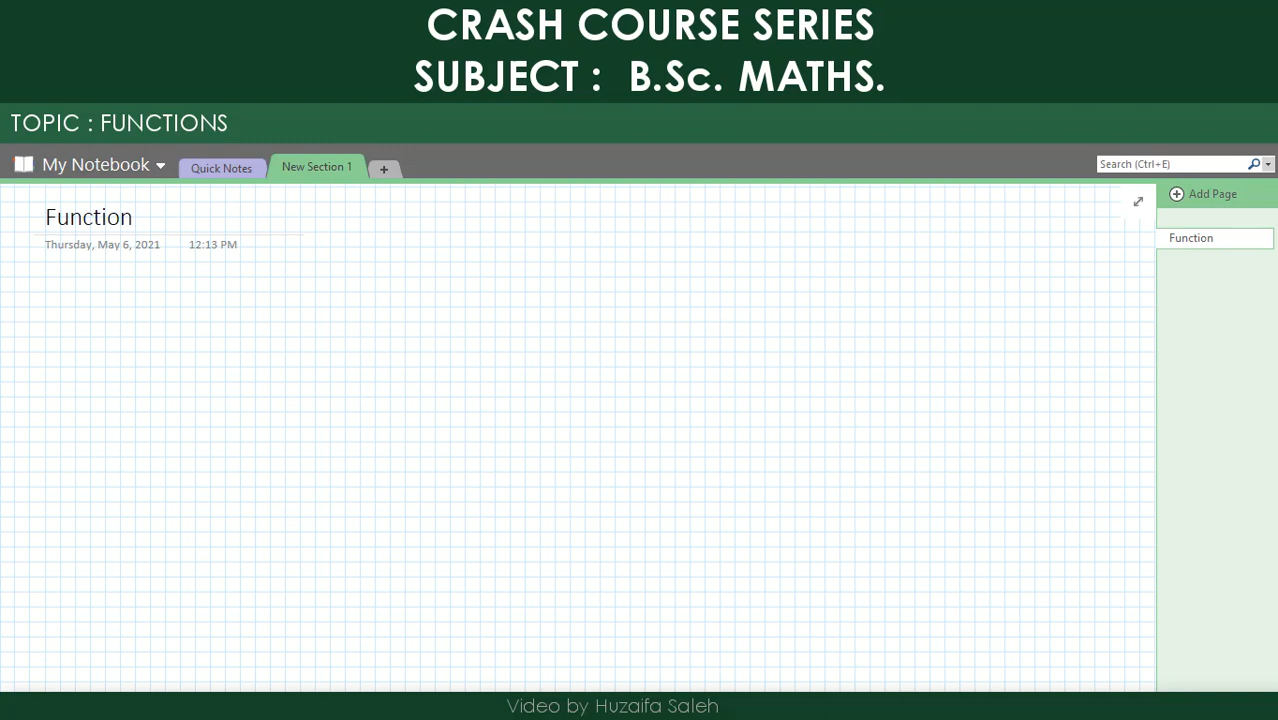 CRASH COURSE SERIES
SUBJECT : B.Sc. MATHS.
TOPIC : FUNCTIONS
My Notebook
Quick Notes
New Section 1
+
Search (Ctrl+E)
Add Page
Function
Thursday, May 6, 2021 12:13 PM
Function
Video by Huzaifa Saleh